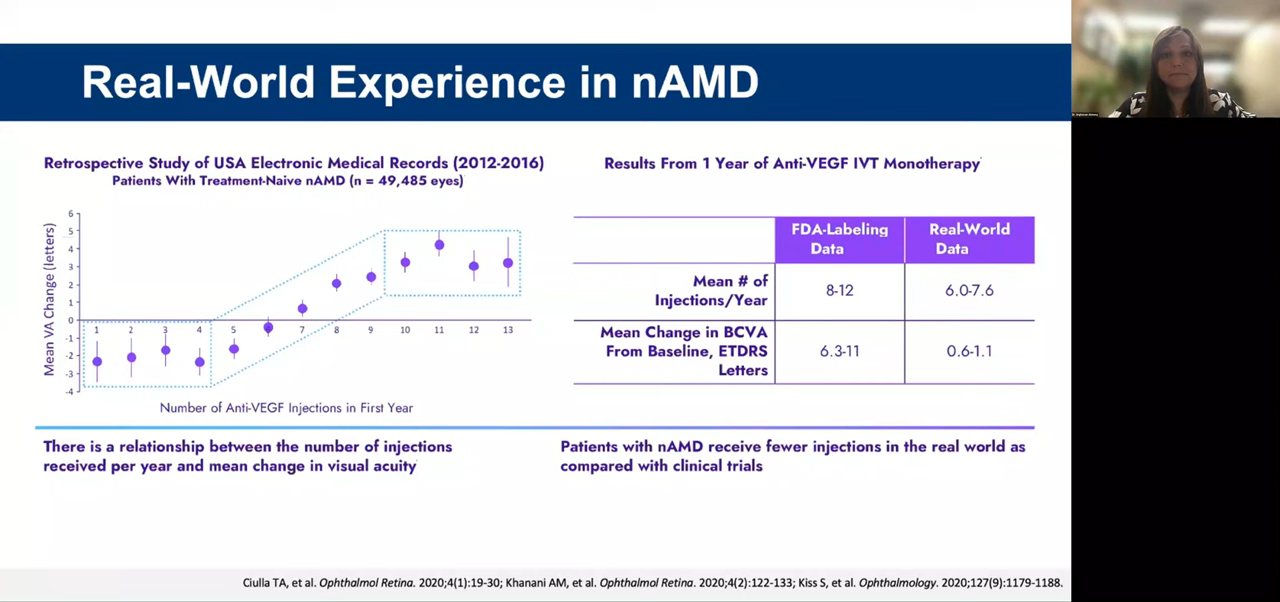 Real-World Experience in nAMD
Retrospective Study of USA Electronic Medical Records (2012-2016)
Patients With Treatment-Naive nAMD (n = 49,485 eyes)
Mean VA Change (letters)
6
5
4
3
2
1
0
-1
-2
-3
-4
1 2 3 4 5 6 7 8 9 10 11 12 13
Number of Anti-VEGF Injections in First Year
There is a relationship between the number of injections
received per year and mean change in visual acuity
Results From 1 Year of Anti-VEGF IVT Monotherapy
FDA-Labeling
Data
Real-World
Data
Mean # of
Injections/Year
8-12
6.0-7.6
Mean Change in BCVA
From Baseline, ETDRS
Letters
6.3-11
0.6-1.1
Patients with nAMD receive fewer injections in the real world as
compared with clinical trials
Ciulla TA, et al. Ophthalmol Retina. 2020;4(1):19-30; Khanani AM, et al. Ophthalmol Retina. 2020;4(2):122-133; Kiss S, et al. Ophthalmology. 2020;127(9):1179-1188.